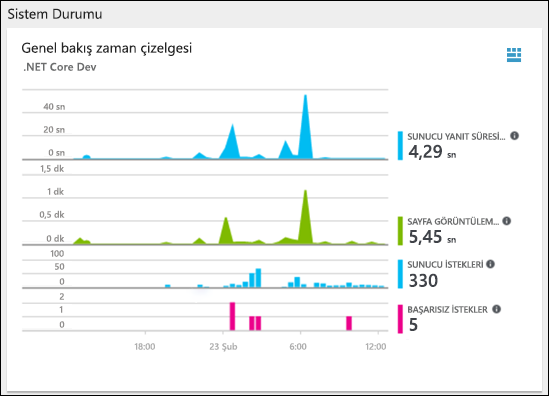 Sistem Durumu
Genel bakış zaman çizelgesi
.NET Core Dev
40 sn
20 sn
0 sn
SUNUCU YANIT SÜRESİ...
4,29 sn
1,5 dk
1 dk
0,5 dk
0 dk
SAYFA GÖRÜNTÜLEM...
5,45 sn
100
50
0
SUNUCU İSTEKLERİ
330
2
1
0
BAŞARISIZ İSTEKLER
5
18:00
23 Şub
6:00
12:00